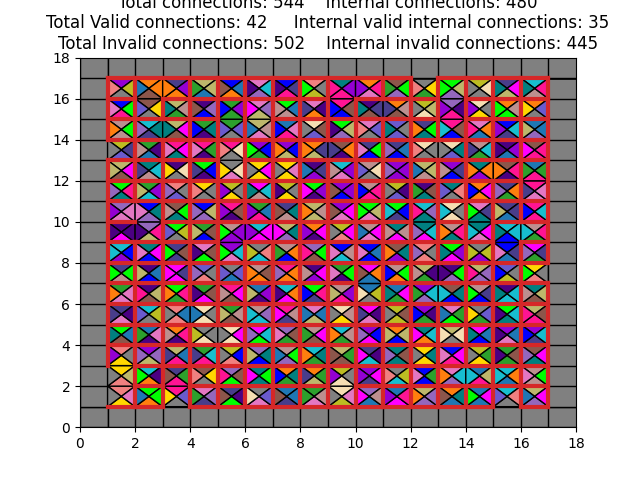 Total connections: 544 Internal connections: 480
Total Valid connections: 42 Internal valid internal connections: 35
Total Invalid connections: 502 Internal invalid connections: 445
18
16
14
12
10
8
6
4
2
0
0 2 4 6 8 10 12 14 16 18